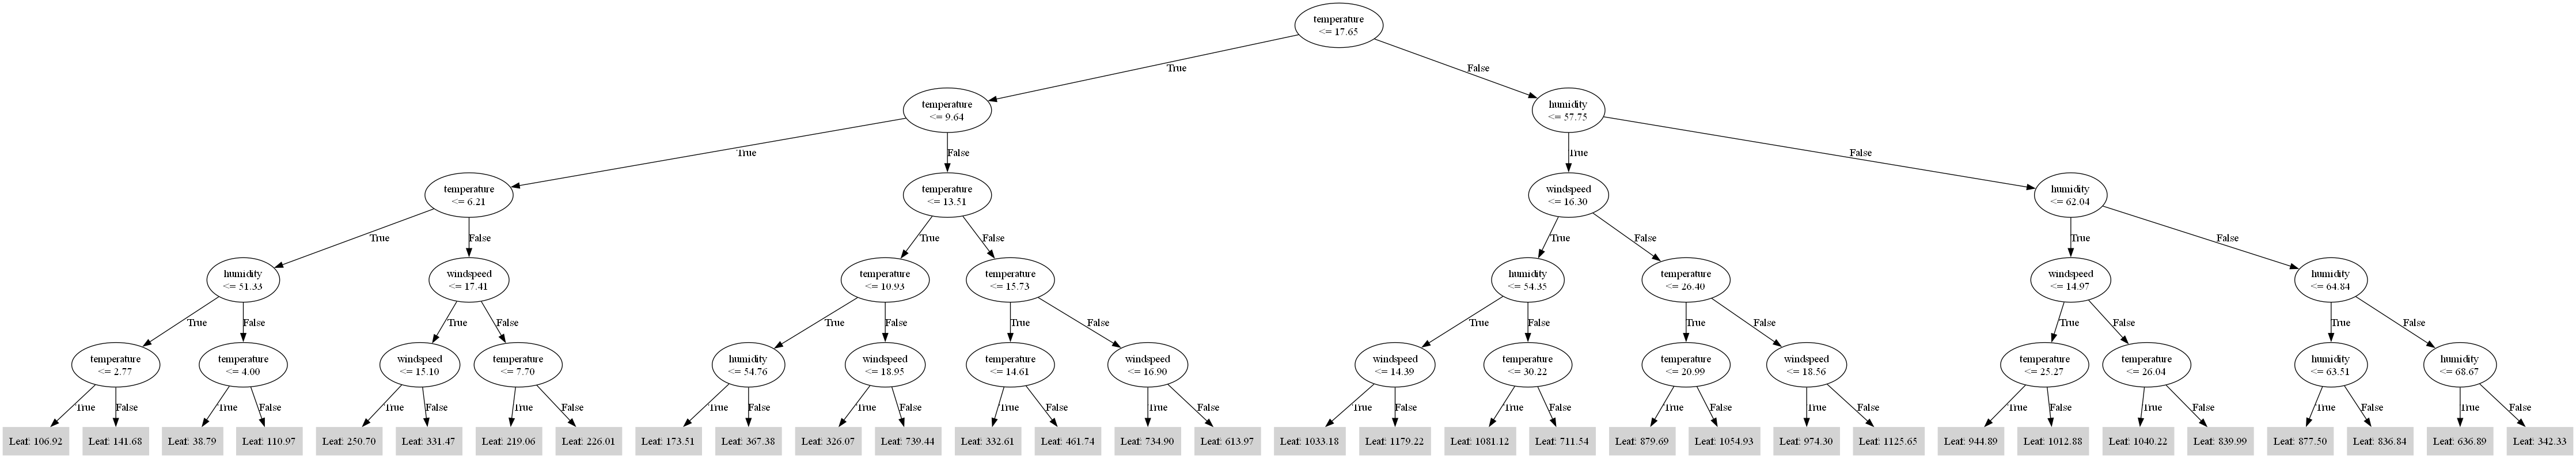 temperature
<= 17.65
True
False
temperature
<= 9.64
humidity
<= 57.75
True
False
True
False
temperature
<= 6.21
temperature
<= 13.51
windspeed
<= 16.30
humidity
<= 62.04
True
False
True
False
True
False
True
False
humidity
<= 51.33
windspeed
<= 17.41
temperature
<= 10.93
temperature
<= 15.73
humidity
<= 54.35
temperature
<= 26.40
windspeed
<= 14.97
humidity
<= 64.84
True
False
True
False
True
False
True
False
True
False
True
False
True
False
True
False
temperature
<= 2.77
temperature
<= 4.00
windspeed
<= 15.10
temperature
<= 7.70
humidity
<= 54.76
windspeed
<= 18.95
temperature
<= 14.61
windspeed
<= 16.90
windspeed
<= 14.39
temperature
<= 30.22
temperature
<= 20.99
windspeed
<= 18.56
temperature
<= 25.27
temperature
<= 26.04
humidity
<= 63.51
humidity
<= 68.67
True
False
True
False
True
False
True
False
True
False
True
False
True
False
True
False
True
False
True
False
True
False
True
False
True
False
True
False
True
False
True
False
Leaf: 106.92
Leaf: 141.68
Leaf: 38.79
Leaf: 110.97
Leaf: 250.70
Leaf: 331.47
Leaf: 219.06
Leaf: 226.01
Leaf: 173.51
Leaf: 367.38
Leaf: 326.07
Leaf: 739.44
Leaf: 332.61
Leaf: 461.74
Leaf: 734.90
Leaf: 613.97
Leaf: 1033.18
Leaf: 1179.22
Leaf: 1081.12
Leaf: 711.54
Leaf: 879.69
Leaf: 1054.93
Leaf: 974.30
Leaf: 1125.65
Leaf: 944.89
Leaf: 1012.88
Leaf: 1040.22
Leaf: 839.99
Leaf: 877.50
Leaf: 836.84
Leaf: 636.89
Leaf: 342.33